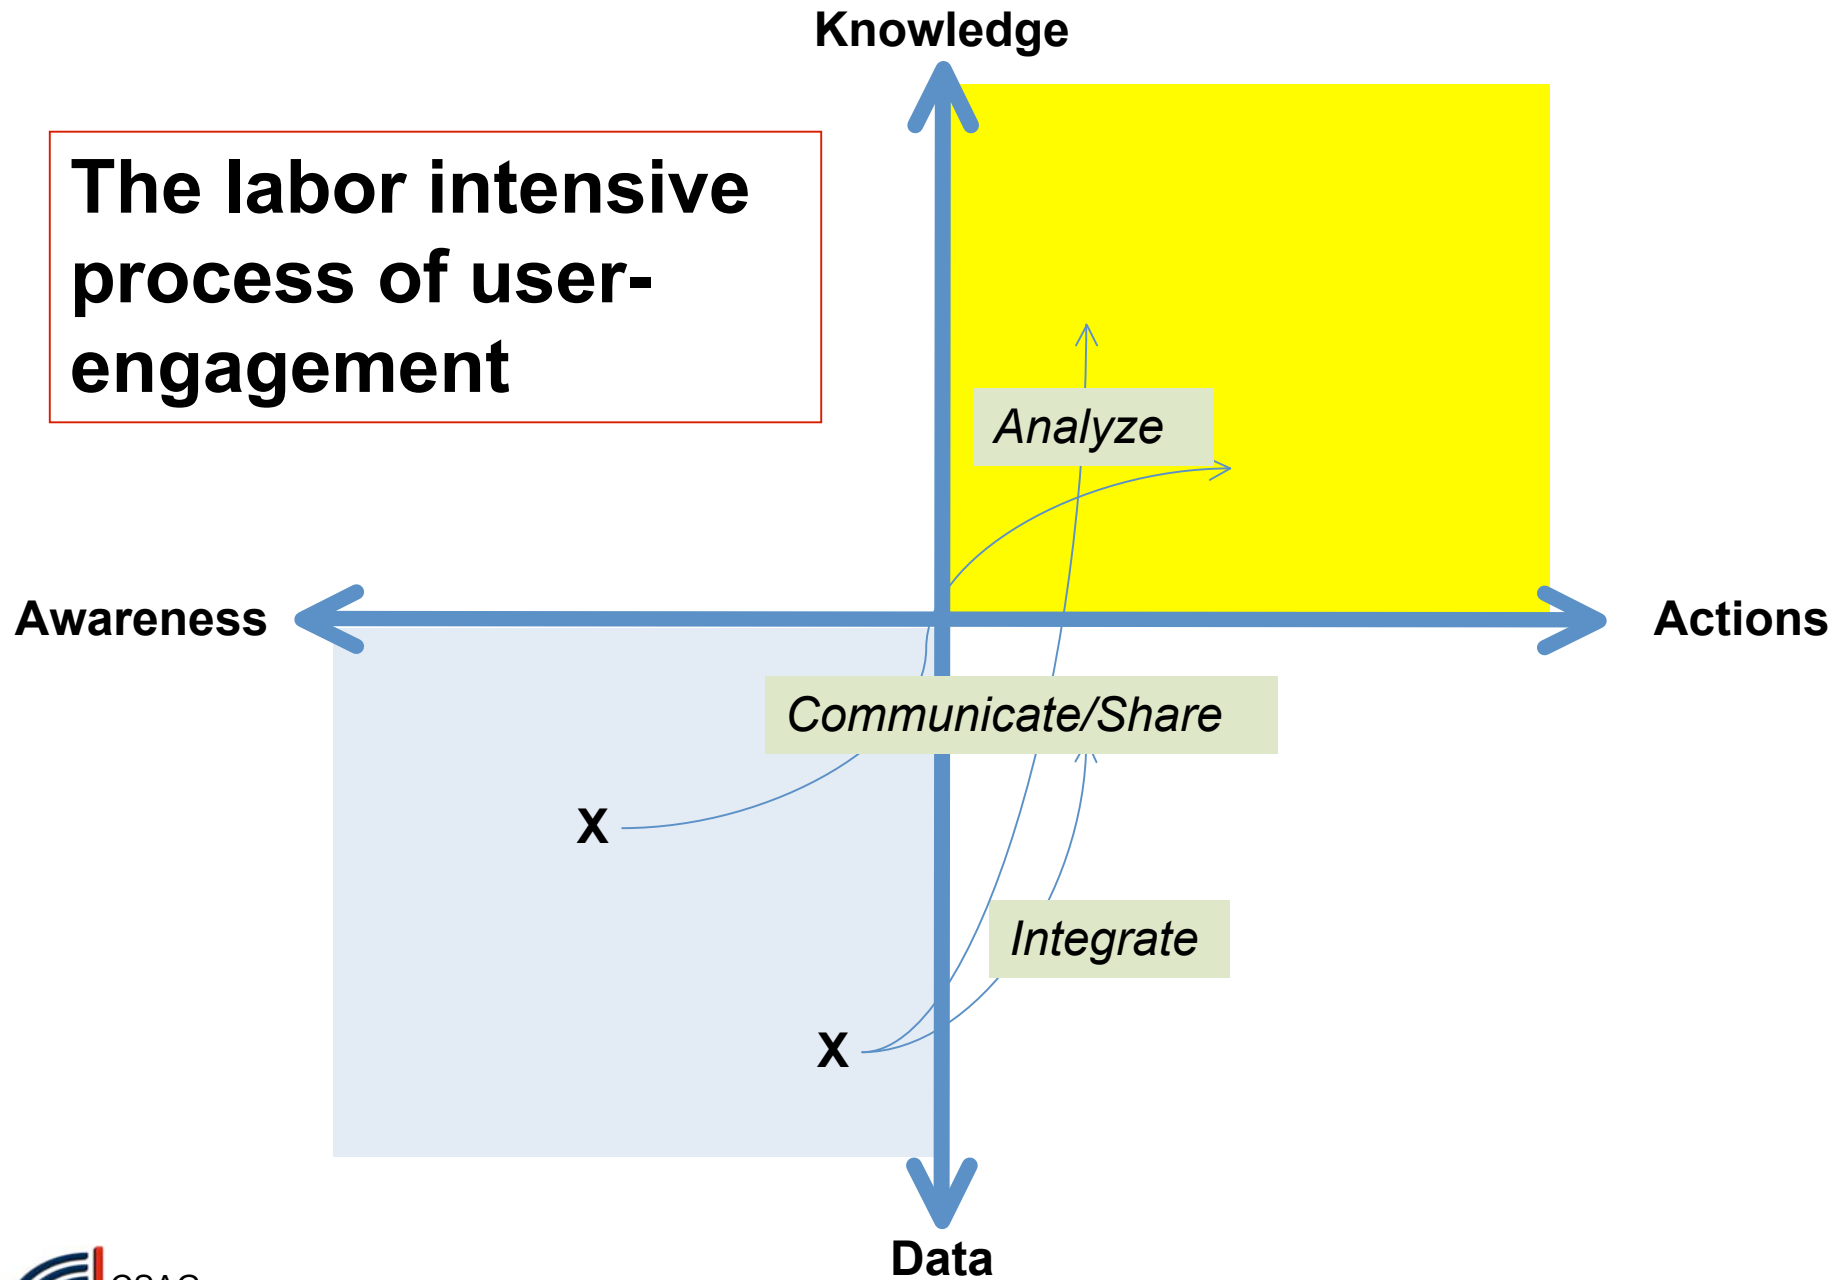 Knowledge
The labor intensive
process of user-
engagement
Analyze
Awareness
Actions
Communicate/Share
X
Integrate
X
Data